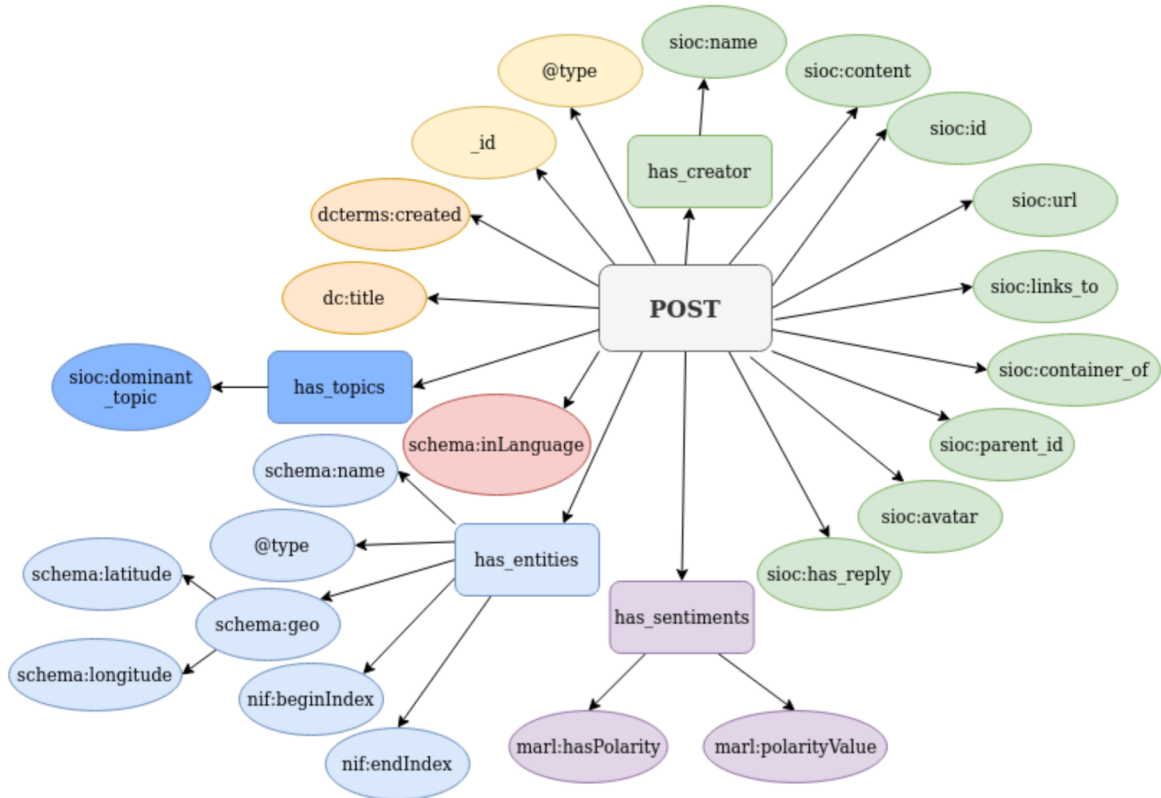 sioc:name
@type
sioc:content
_id
sioc:id
has_creator
sioc:url
dcterms:created
sioc:links_to
dc:title
POST
sioc:container_of
sioc:dominant
_topic
has_topics
schema:inLanguage
sioc:parent_id
schema:name
sioc:avatar
@type
has_entities
schema:latitude
sioc:has_reply
schema:geo
has_sentiments
schema:longitude
nif:beginIndex
marl:hasPolarity
marl:polarityValue
nif:endIndex